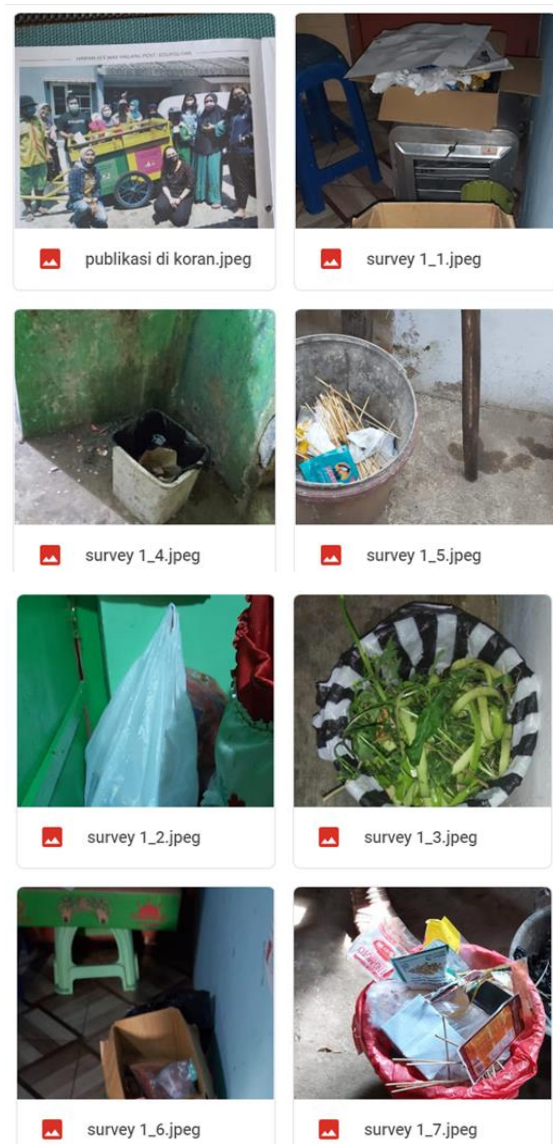 publikasi di koran.jpeg
survey 1_1.jpeg
survey 1_4.jpeg
survey 1_5.jpeg
survey 1_2.jpeg
survey 1_3.jpeg
survey 1_6.jpeg
survey 1_7.jpeg